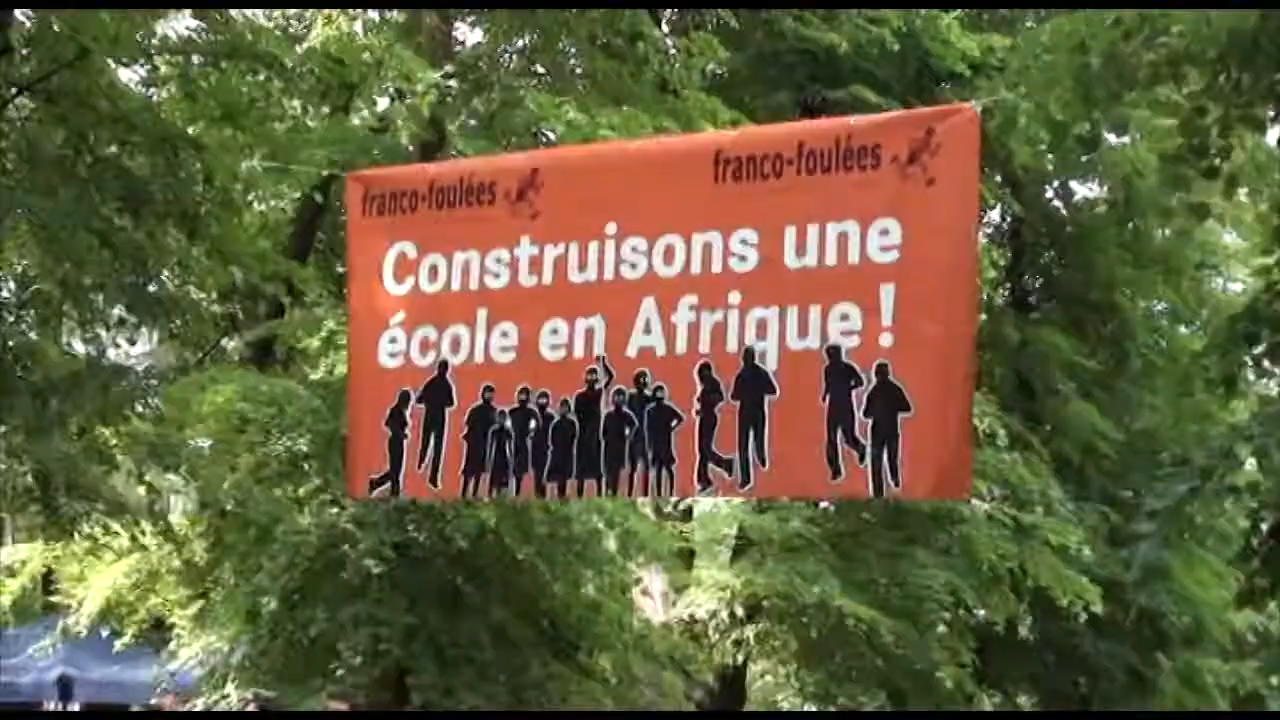 franco-foulées franco-foulées
Construisons une
école en Afrique !